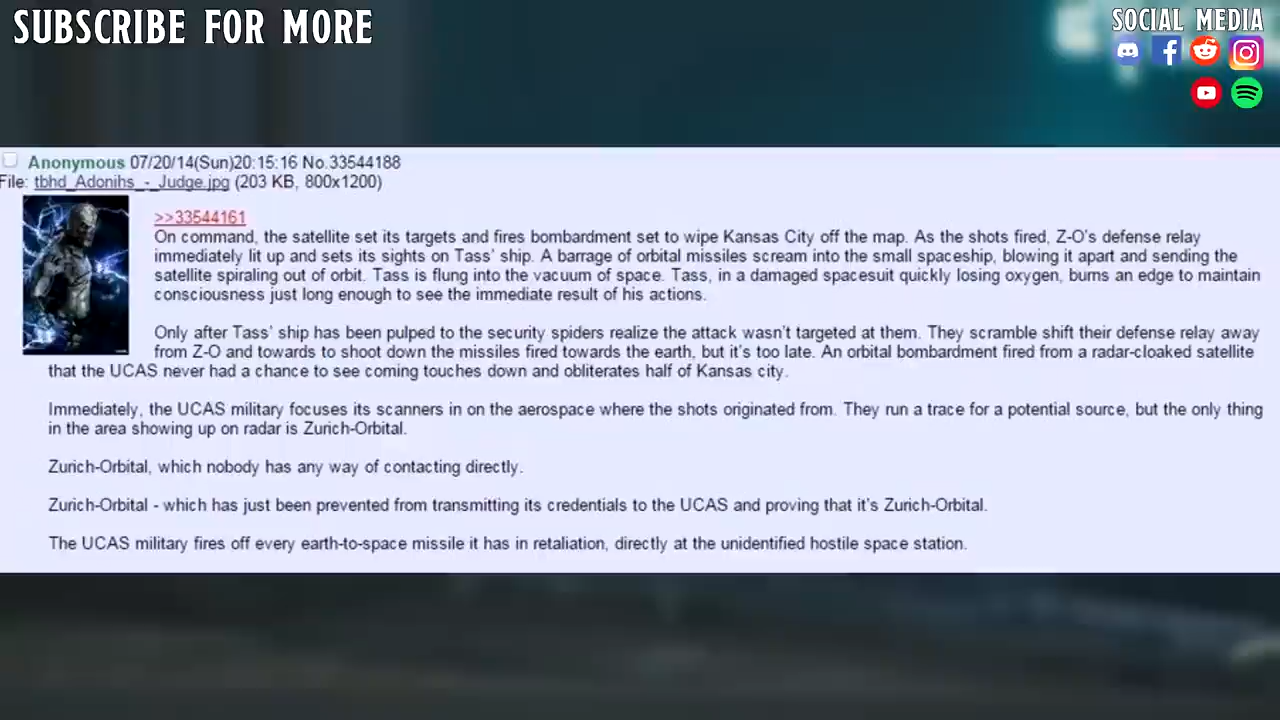 SUBSCRIBE FOR MORE
SOCIAL MEDIA
Anonymous 07/20/14(Sun)20:15:16 No.33544188
File: tbhd_Adonihs_-_Judge.jpg (203 KB, 800x1200)
>>33544161
On command, the satellite set its targets and fires bombardment set to wipe Kansas City off the map. As the shots fired, Z-O's defense relay
immediately lit up and sets its sights on Tass' ship. A barrage of orbital missiles scream into the small spaceship, blowing it apart and sending the
satellite spiraling out of orbit. Tass is flung into the vacuum of space. Tass, in a damaged spacesuit quickly losing oxygen, burns an edge to maintain
consciousness just long enough to see the immediate result of his actions.
Only after Tass' ship has been pulped to the security spiders realize the attack wasn't targeted at them. They scramble shift their defense relay away
from Z-O and towards to shoot down the missiles fired towards the earth, but it's too late. An orbital bombardment fired from a radar-cloaked satellite
that the UCAS never had a chance to see coming touches down and obliterates half of Kansas city.
Immediately, the UCAS military focuses its scanners in on the aerospace where the shots originated from. They run a trace for a potential source, but the only thing
in the area showing up on radar is Zurich-Orbital.
Zurich-Orbital, which nobody has any way of contacting directly.
Zurich-Orbital - which has just been prevented from transmitting its credentials to the UCAS and proving that it's Zurich-Orbital.
The UCAS military fires off every earth-to-space missile it has in retaliation, directly at the unidentified hostile space station.